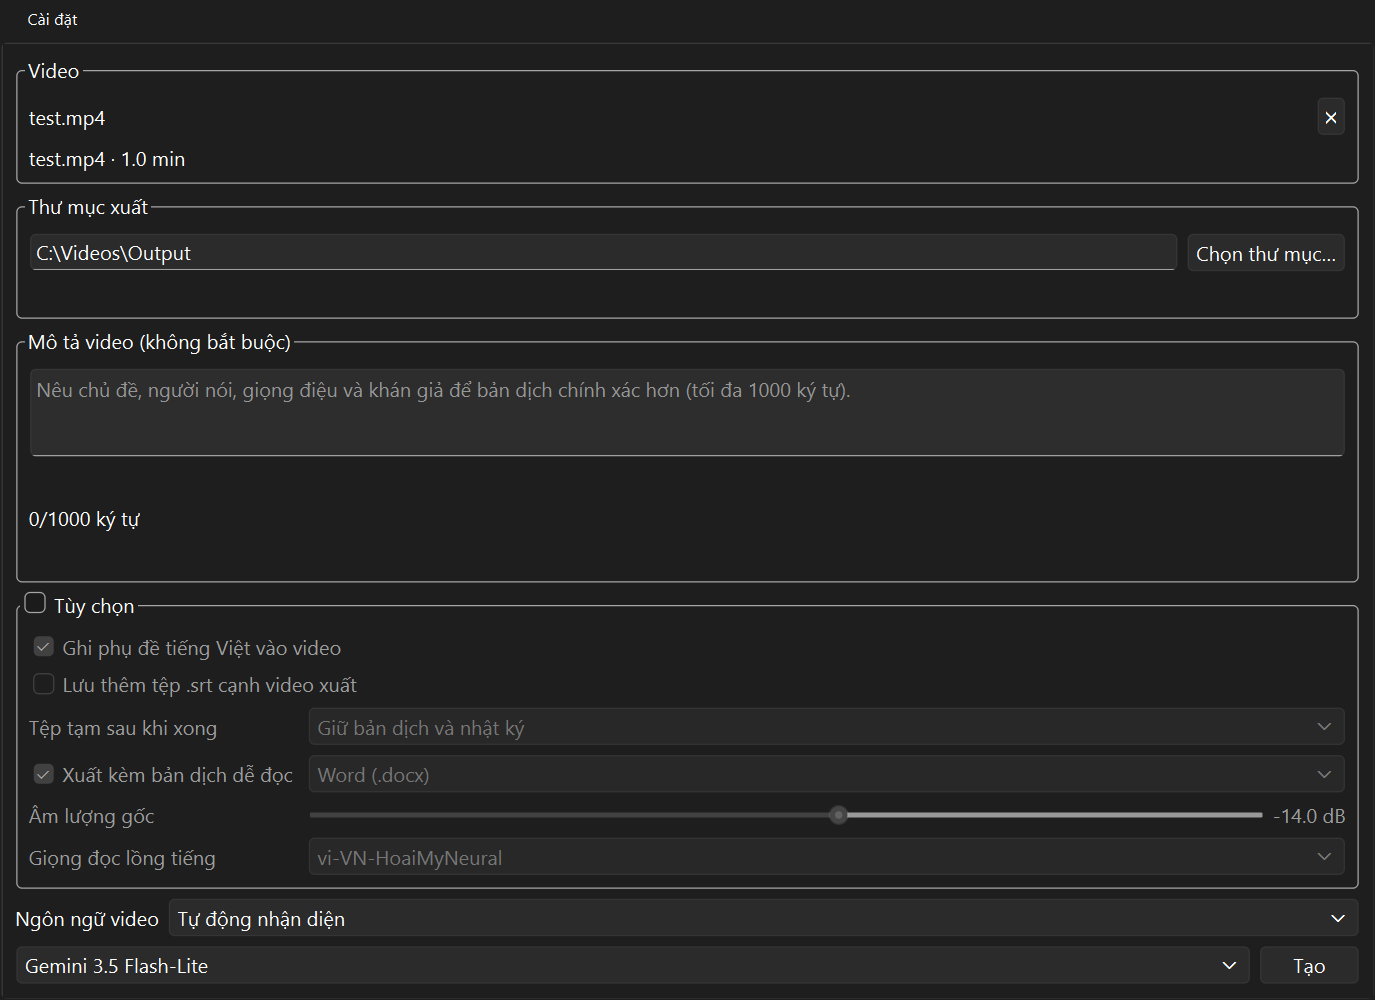 Cài đặt
Video
test.mp4
test.mp4 · 1.0 min
Thư mục xuất
C:\Videos\Output
Chọn thư mục...
Mô tả video (không bắt buộc)
Nêu chủ đề, người nói, giọng điệu và khán giả để bản dịch chính xác hơn (tối đa 1000 ký tự).
0/1000 ký tự
Tùy chọn
Ghi phụ đề tiếng Việt vào video
Lưu thêm tệp .srt cạnh video xuất
Tệp tạm sau khi xong Giữ bản dịch và nhật ký
Xuất kèm bản dịch dễ đọc Word (.docx)
Âm lượng gốc -14.0 dB
Giọng đọc lồng tiếng vi-VN-HoaiMyNeural
Ngôn ngữ video Tự động nhận diện
Gemini 3.5 Flash-Lite Tạo